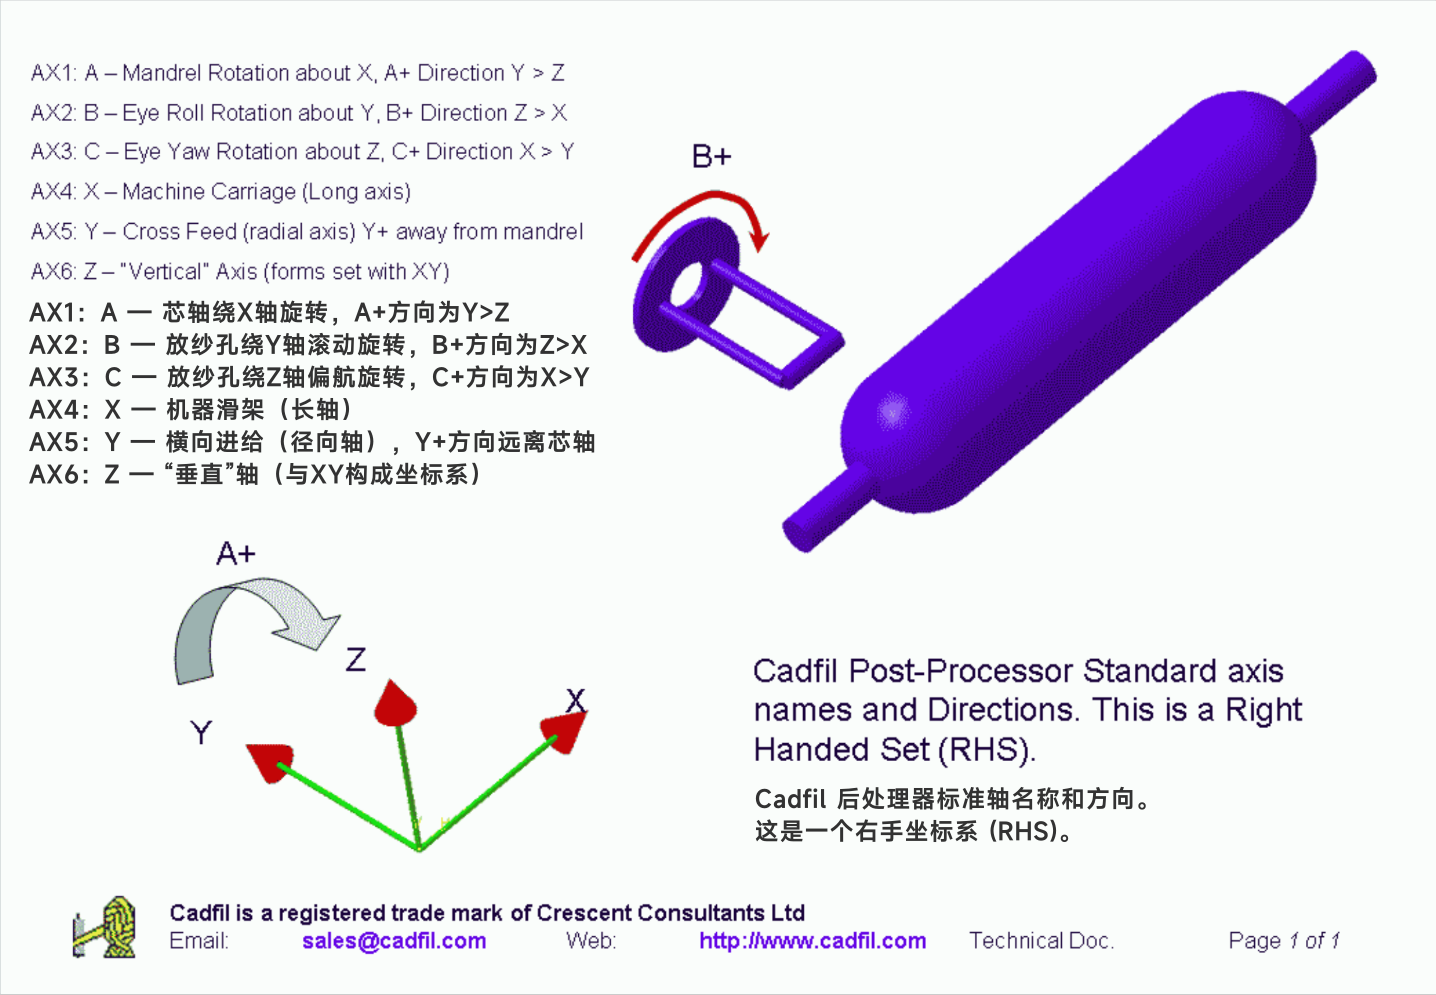 AX1: A – Mandrel Rotation about X, A+ Direction Y > Z
AX2: B – Eye Roll Rotation about Y, B+ Direction Z > X
AX3: C – Eye Yaw Rotation about Z, C+ Direction X > Y
AX4: X – Machine Carriage (Long axis)
AX5: Y – Cross Feed (radial axis) Y+ away from mandrel
AX6: Z – "Vertical" Axis (forms set with XY)
AX1：A — 芯轴绕X轴旋转，A+方向为Y>Z
AX2：B — 放纱孔绕Y轴滚动旋转，B+方向为Z>X
AX3：C — 放纱孔绕Z轴偏航旋转，C+方向为X>Y
AX4：X — 机器滑架（长轴）
AX5：Y — 横向进给（径向轴），Y+方向远离芯轴
AX6：Z — “垂直”轴（与XY构成坐标系）
B+
A+
Z
X
Y
Cadfil Post-Processor Standard axis
names and Directions. This is a Right
Handed Set (RHS).
Cadfil 后处理器标准轴名称和方向。
这是一个右手坐标系 (RHS)。
Cadfil is a registered trade mark of Crescent Consultants Ltd
Email: sales@cadfil.com Web: http://www.cadfil.com Technical Doc. Page 1 of 1